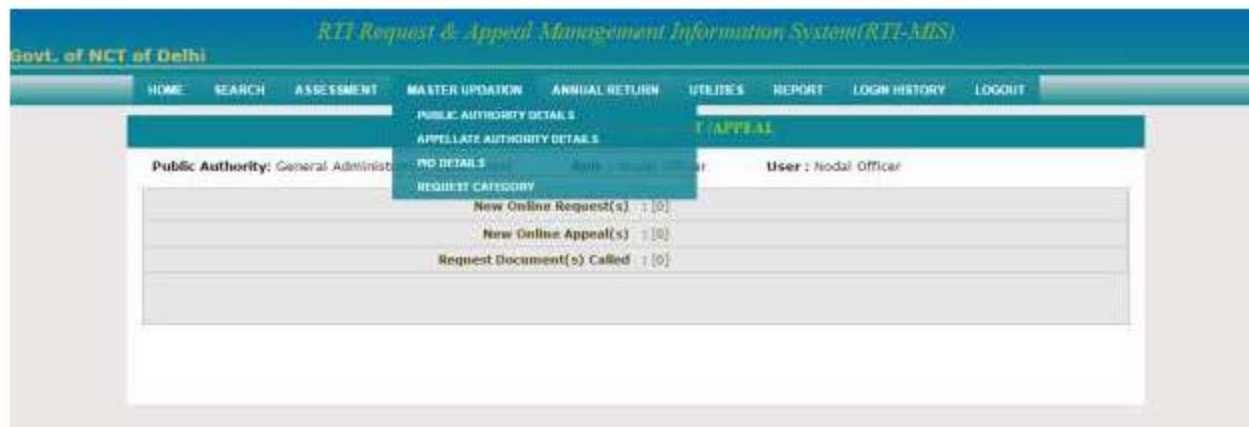 RTI Request & Appeal Management Information System(RTI-MIS)
Govt. of NCT of Delhi
HOME SEARCH ASSESSMENT MASTER UPDATION ANNUAL RETURN UTILITIES REPORT LOGIN HISTORY LOGOUT
PUBLIC AUTHORITY DETAILS
APPELLATE AUTHORITY DETAILS
PIO DETAILS
REQUEST CATEGORY
T /APPEAL
Public Authority: General Administ User : Nodal Officer
New Online Request(s) : [0]
New Online Appeal(s) : [0]
Request Document(s) Called : [0]